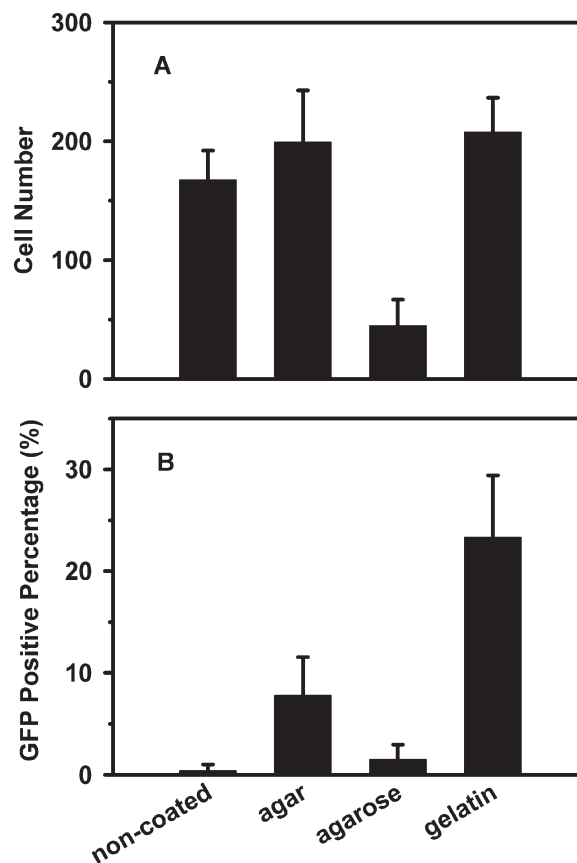 300
A
200
100
0
Cell Number
B
30
20
10
0
GFP Positive Percentage (%)
non-coated
agar
agarose
gelatin